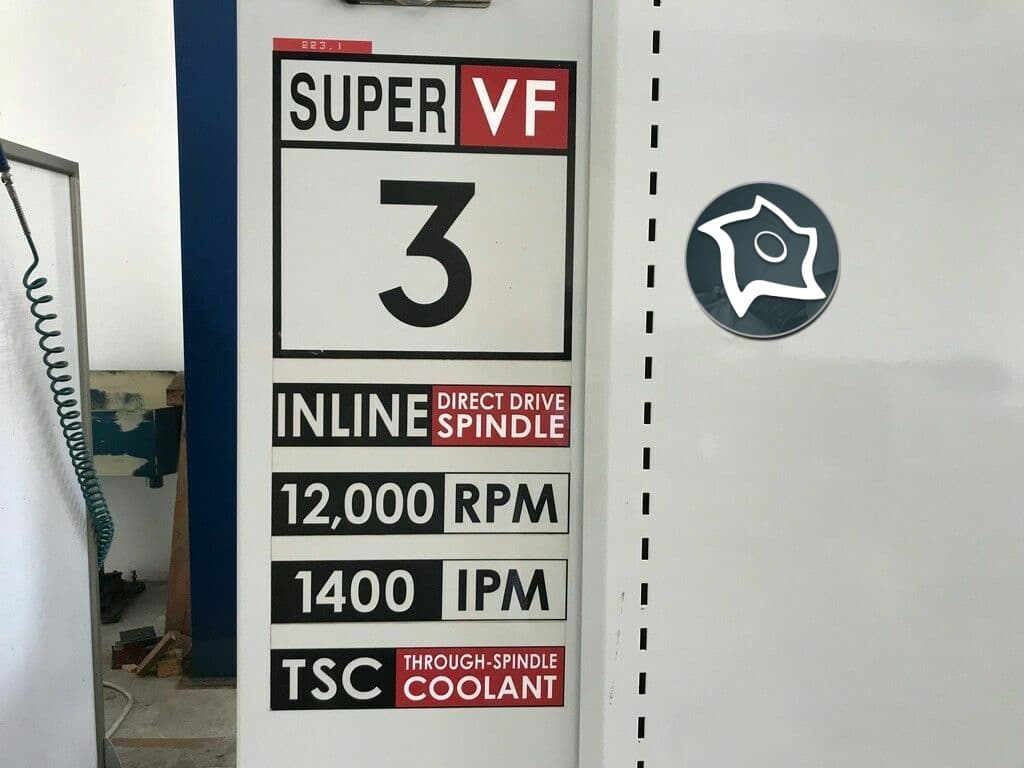 223.1
SUPER VF
3
INLINE DIRECT DRIVE SPINDLE
12,000 RPM
1400 IPM
TSC THROUGH-SPINDLE COOLANT